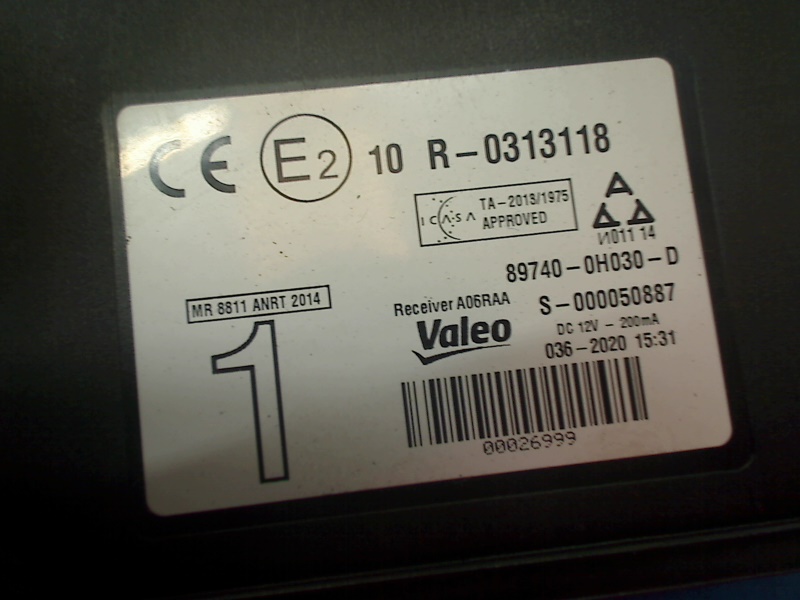 CE E2 10 R-0313118
ICASA TA-2013/1975
APPROVED
И011 14
89740-0H030-D
MR 8811 ANRT 2014
Receiver A06RAA S-000050887
Valeo DC 12V - 200mA
036-2020 15:31
1
00026999